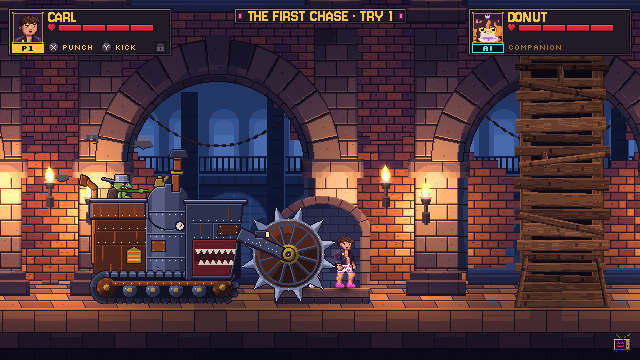 CARL
P1
X PUNCH Y KICK
THE FIRST CHASE · TRY 1
DONUT
AI COMPANION